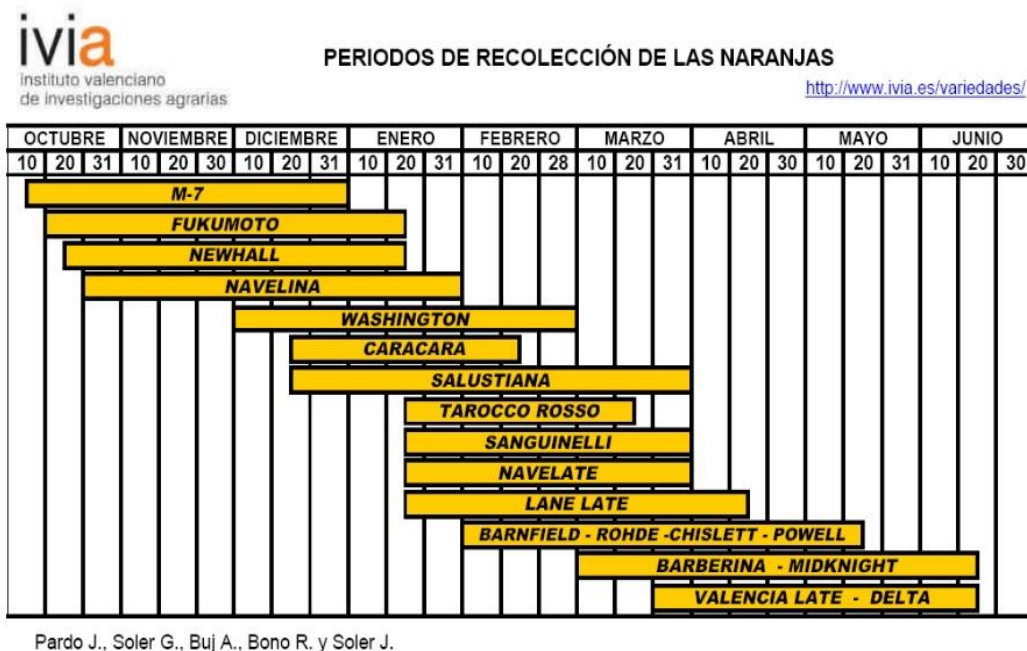 ivia
instituto valenciano
de investigaciones agrarias
PERIODOS DE RECOLECCIÓN DE LAS NARANJAS
http://www.ivia.es/variedades/
OCTUBRE NOVIEMBRE DICIEMBRE ENERO FEBRERO MARZO ABRIL MAYO JUNIO
10 20 31 10 20 30 10 20 31 10 20 31 10 20 28 10 20 31 10 20 30 10 20 31 10 20 30
M-7
FUKUMOTO
NEWHALL
NAVELINA
WASHINGTON
CARACARA
SALUSTIANA
TAROCCO ROSSO
SANGUINELLI
NAVELATE
LANE LATE
BARNFIELD - ROHDE -CHISLETT - POWELL
BARBERINA - MIDKNIGHT
VALENCIA LATE - DELTA
Pardo J., Soler G., Buj A., Bono R. y Soler J.